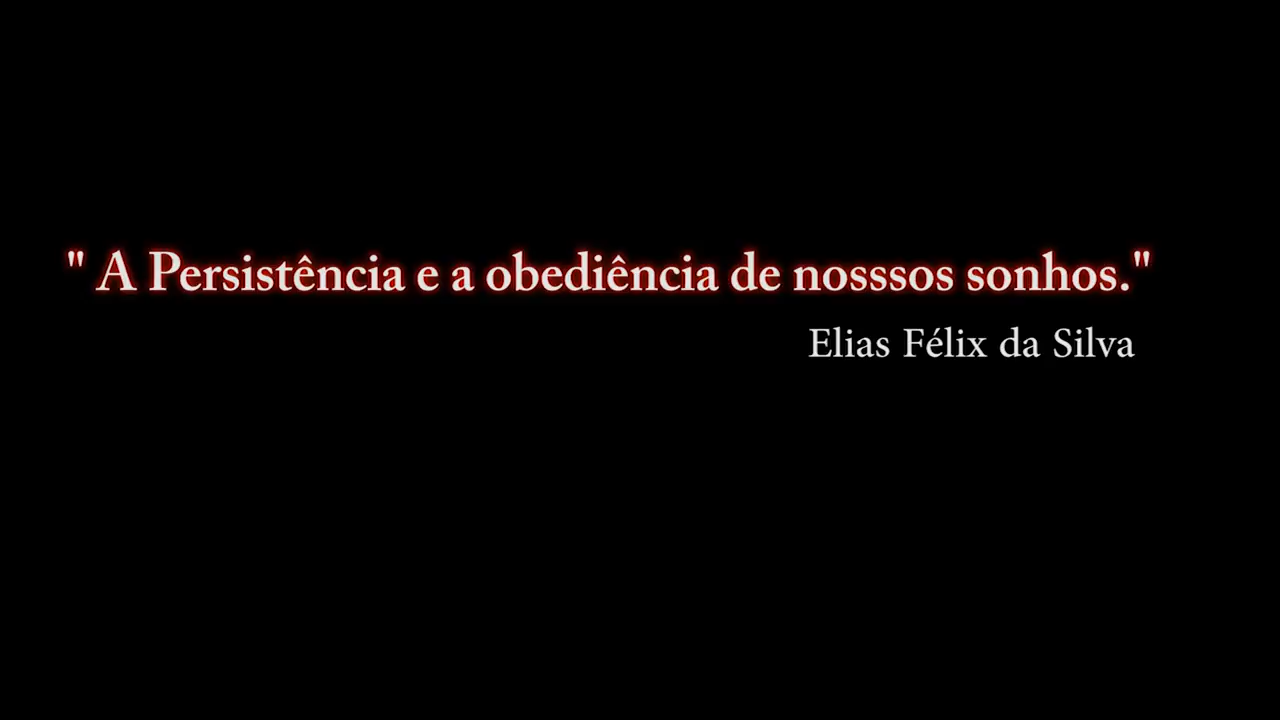 " A Persistência e a obediência de nosssos sonhos."
Elias Félix da Silva